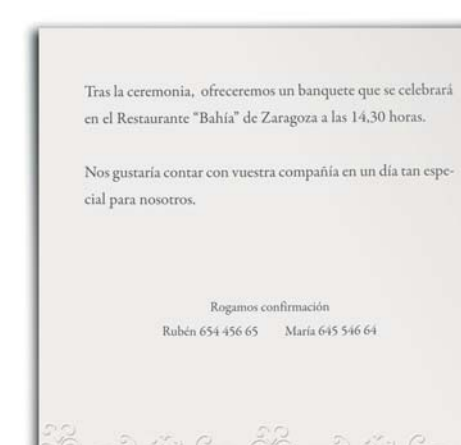 Tras la ceremonia, ofreceremos un banquete que se celebrará
en el Restaurante “Bahía” de Zaragoza a las 14,30 horas.
Nos gustaría contar con vuestra compañía en un día tan espe-
cial para nosotros.
Rogamos confirmación
Rubén 654 456 65 María 645 546 64